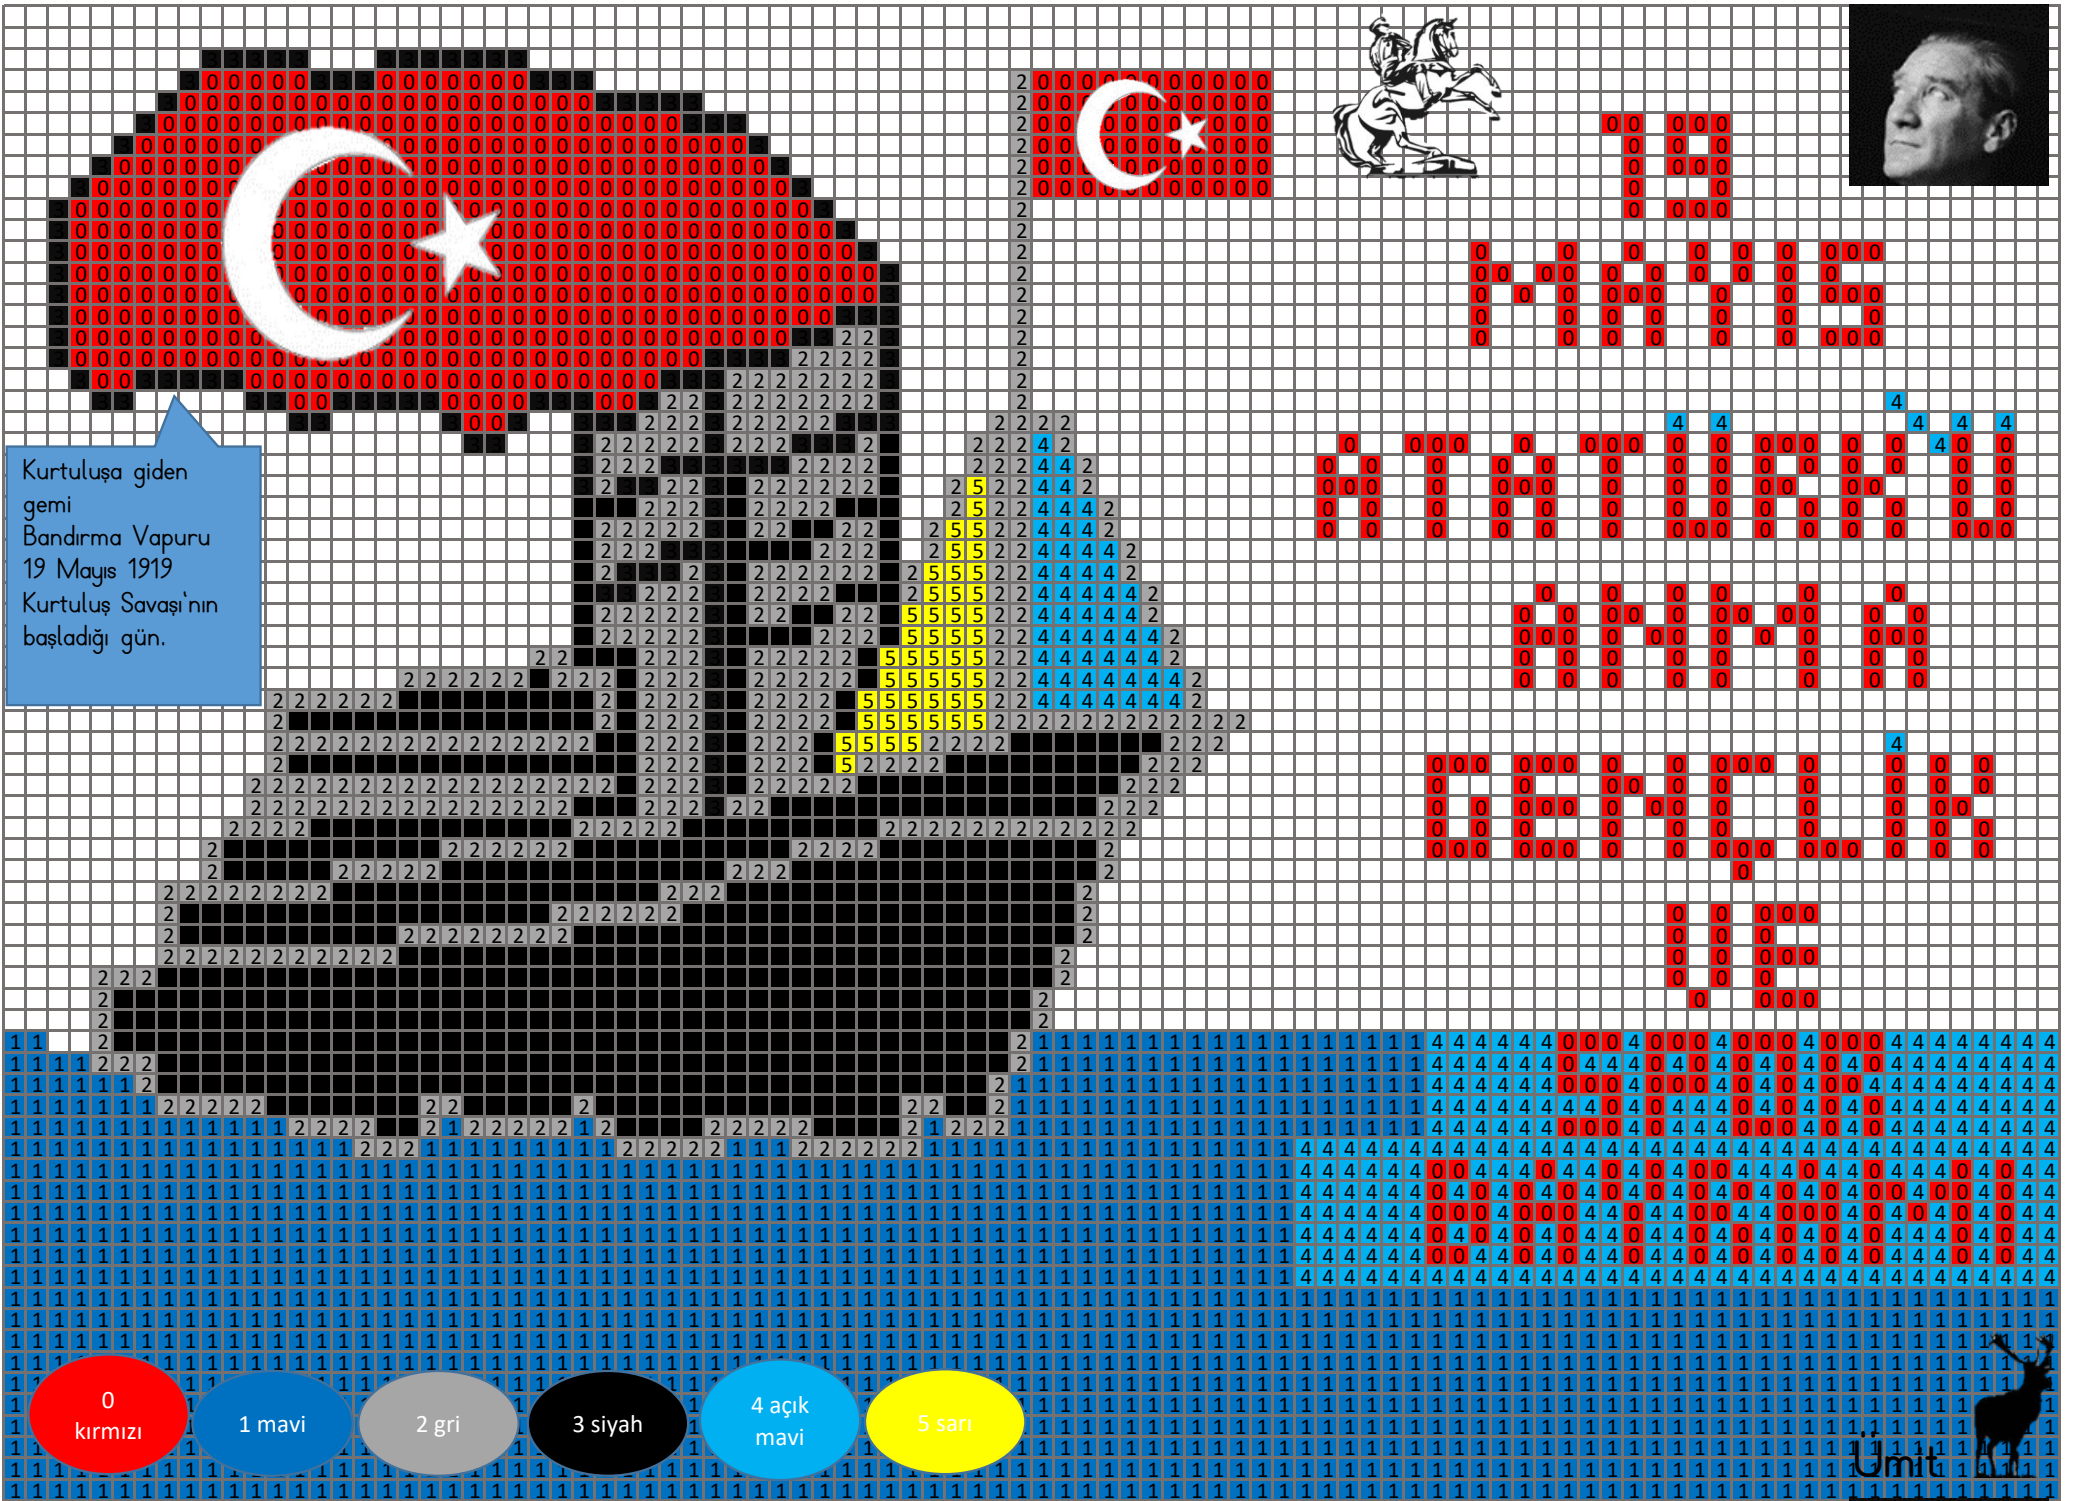 19
MAYIS
ATATÜRK'Ü
ANMA
GENÇLİK
VE
SPOR
BAYRAMI
Kurtuluşa giden
gemi
Bandırma Vapuru
19 Mayıs 1919
Kurtuluş Savaşı'nın
başladığı gün.
0
kırmızı
1 mavi
2 gri
3 siyah
4 açık
mavi
5 sarı
Ümit